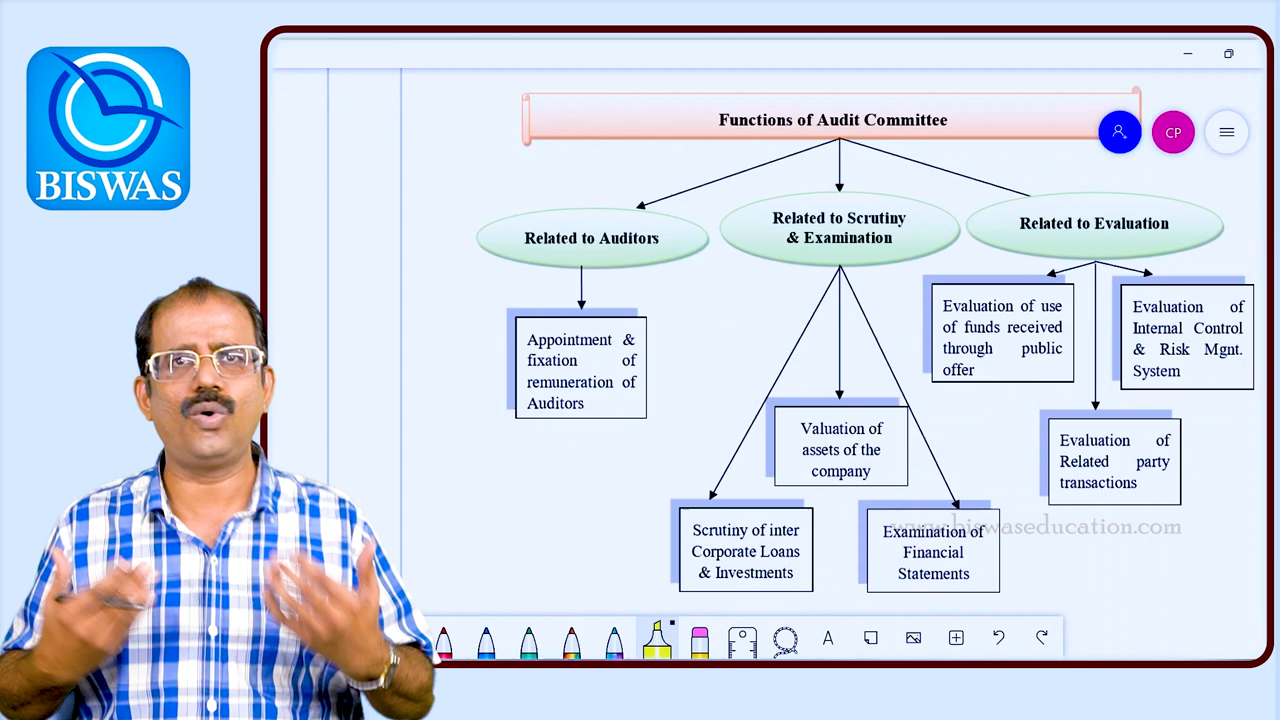 BISWAS
Functions of Audit Committee
CP
Related to Auditors
Related to Scrutiny
& Examination
Related to Evaluation
Appointment &
fixation of
remuneration of
Auditors
Scrutiny of inter
Corporate Loans
& Investments
Valuation of
assets of the
company
Examination of
Financial
Statements
Evaluation of use
of funds received
through public
offer
Evaluation of
Related party
transactions
Evaluation of
Internal Control
& Risk Mgnt.
System
www.biswaseducation.com
A